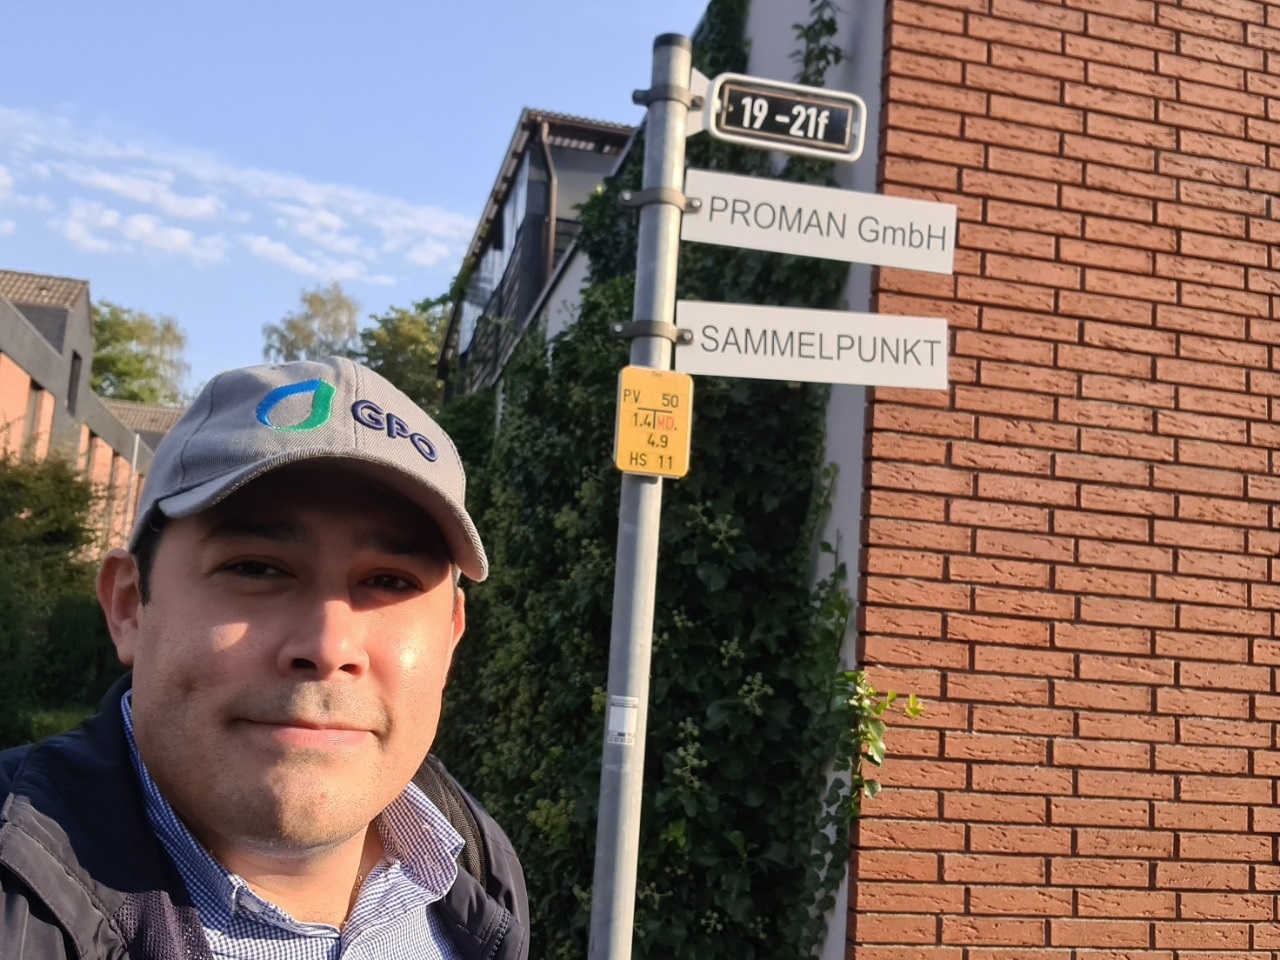 19-21f
PROMAN GmbH
SAMMELPUNKT
PV 50
1.4 MD.
4.9
HS 11
GPO